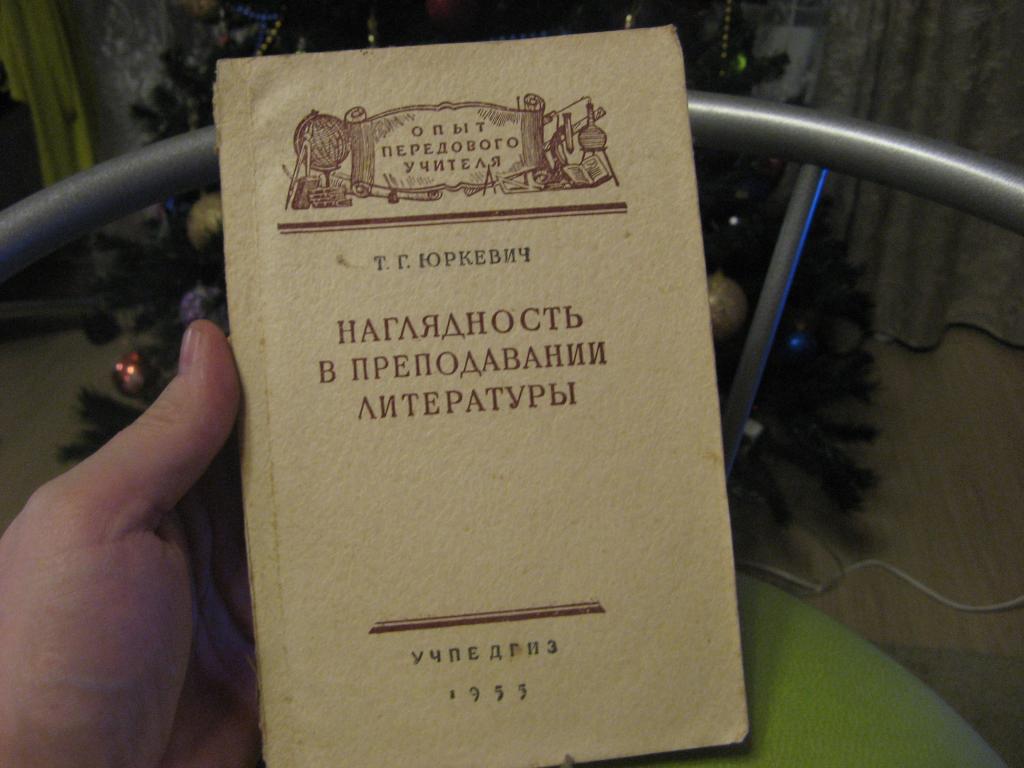 ОПЫТ
ПЕРЕДОВОГО
УЧИТЕЛЯ
Т. Г. ЮРКЕВИЧ
НАГЛЯДНОСТЬ
В ПРЕПОДАВАНИИ
ЛИТЕРАТУРЫ
УЧПЕДГИЗ
1955